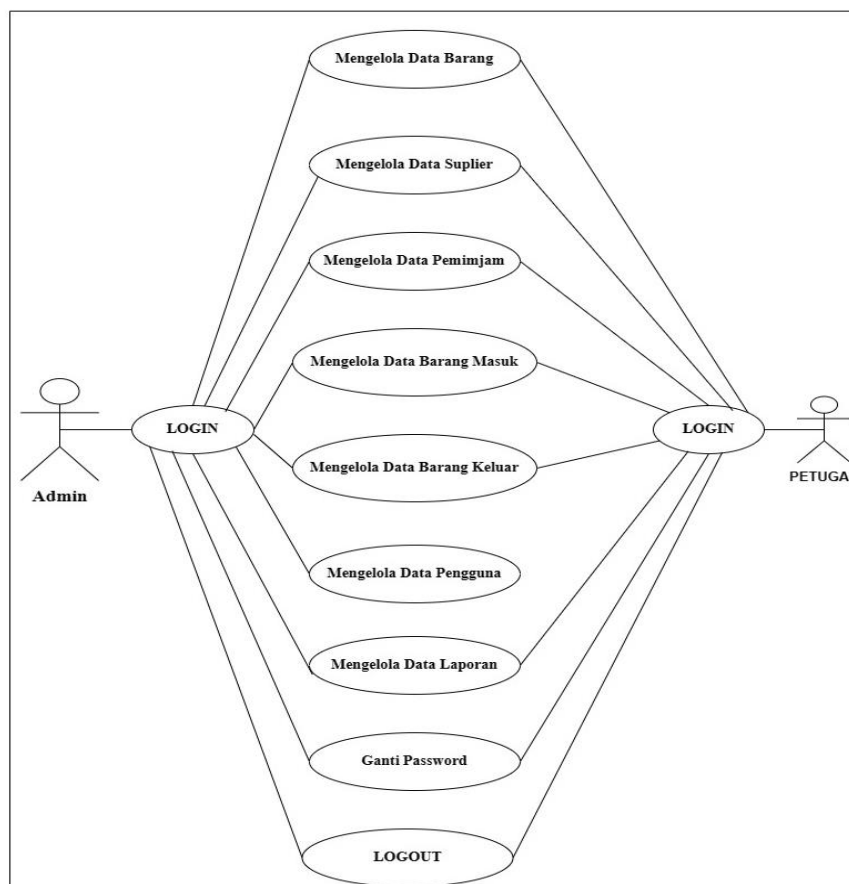 Mengelola Data Barang
Mengelola Data Suplier
Mengelola Data Pemimjam
Mengelola Data Barang Masuk
LOGIN
LOGIN
Mengelola Data Barang Keluar
Admin
PETUGA
Mengelola Data Pengguna
Mengelola Data Laporan
Ganti Password
LOGOUT